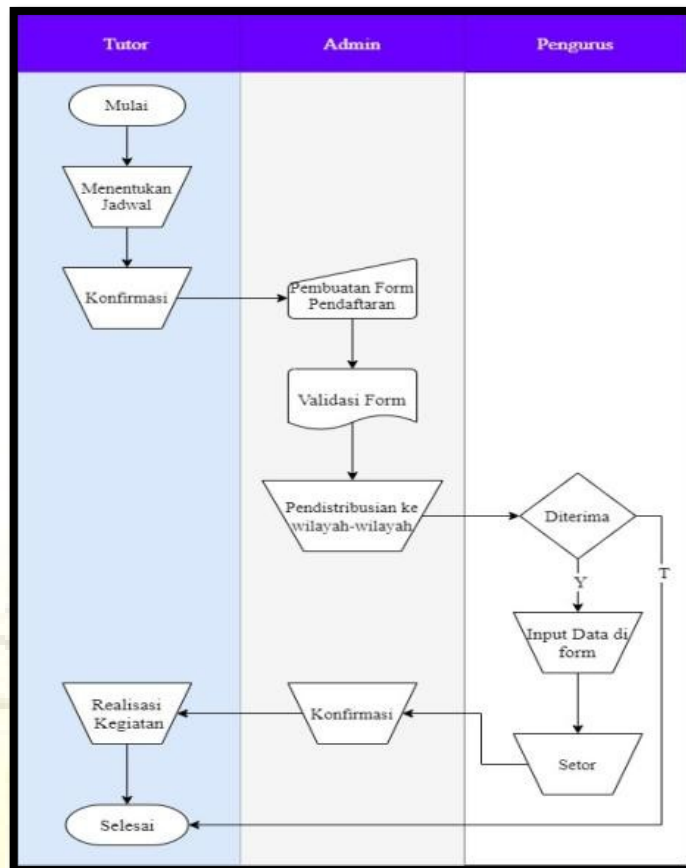 Tutor
Admin
Pengurus
Mulai
Menentukan
Jadwal
Konfirmasi
Pembuatan Form
Pendaftaran
Validasi Form
Pendistribusian ke
wilayah-wilayah
Diterima
T
Y
Input Data di
form
Setor
Konfirmasi
Realisasi
Kegiatan
Selesai